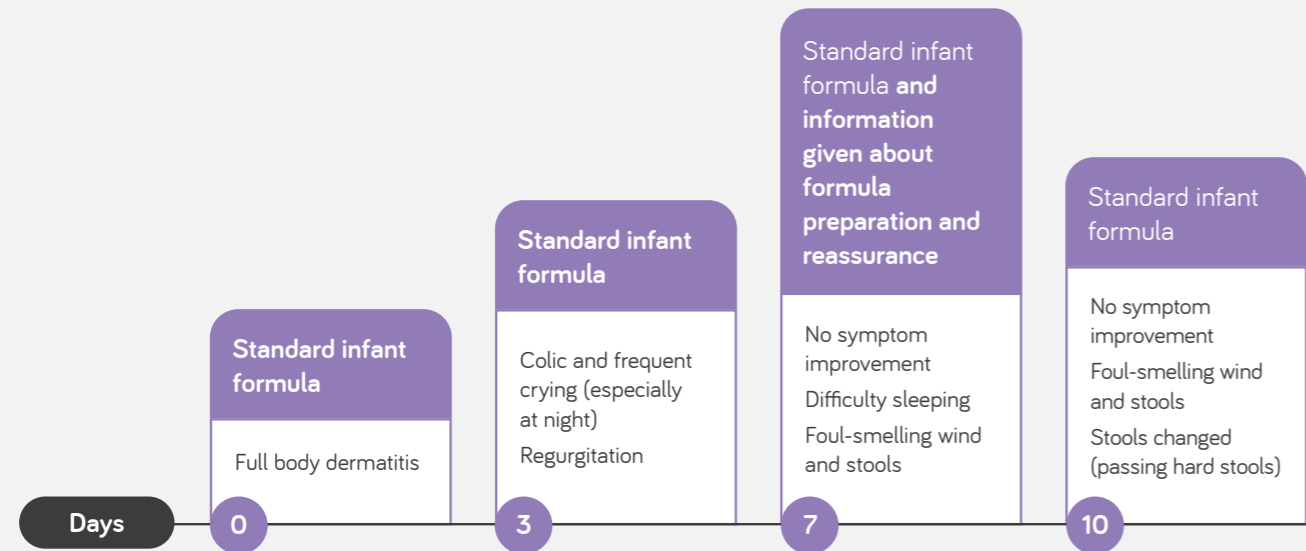 Standard infant
formula
Full body dermatitis
Standard infant
formula
Colic and frequent
crying (especially
at night)
Regurgitation
Standard infant
formula and
information
given about
formula
preparation and
reassurance
No symptom
improvement
Difficulty sleeping
Foul-smelling wind
and stools
Standard infant
formula
No symptom
improvement
Foul-smelling wind
and stools
Stools changed
(passing hard stools)
Days
0
3
7
10